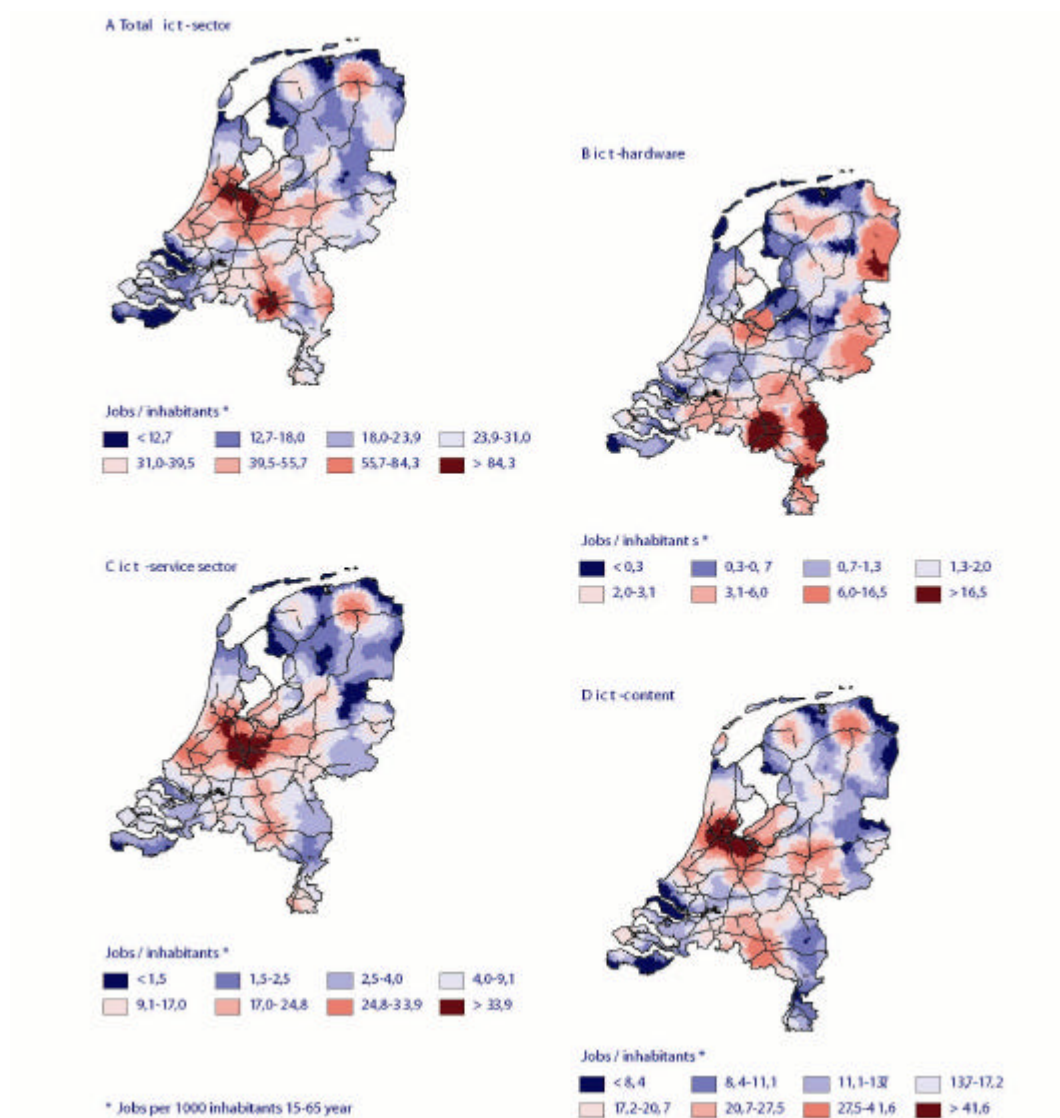 A Total ict-sector
Jobs / inhabitants *
< 12,7 12,7-18,0 18,0-23,9 23,9-31,0
31,0-39,5 39,5-55,7 55,7-84,3 > 84,3
B ict-hardware
Jobs / inhabitants *
< 0,3 0,3-0,7 0,7-1,3 1,3-2,0
2,0-3,1 3,1-6,0 6,0-16,5 > 16,5
C ict-service sector
Jobs / inhabitants *
< 1,5 1,5-2,5 2,5-4,0 4,0-9,1
9,1-17,0 17,0-24,8 24,8-33,9 > 33,9
D ict-content
Jobs / inhabitants *
< 8,4 8,4-11,1 11,1-13,7 13,7-17,2
17,2-20,7 20,7-27,5 27,5-41,6 > 41,6
* Jobs per 1000 inhabitants 15-65 year